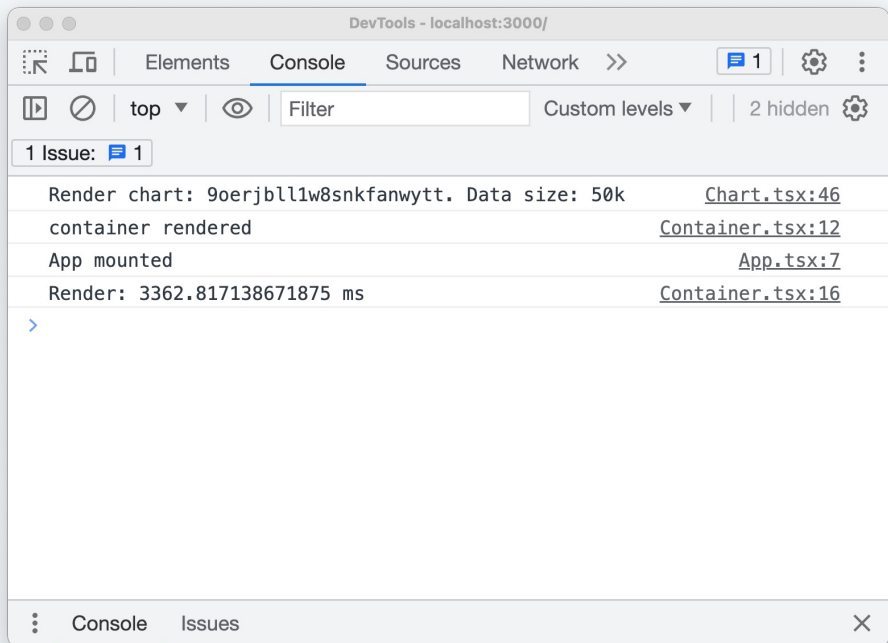 DevTools - localhost:3000/
Elements Console Sources Network 1
top Filter Custom levels 2 hidden
1 Issue: 1
Render chart: 9oerjbll1w8snkfanwytt. Data size: 50k Chart.tsx:46
container rendered Container.tsx:12
App mounted App.tsx:7
Render: 3362.817138671875 ms Container.tsx:16
Console Issues